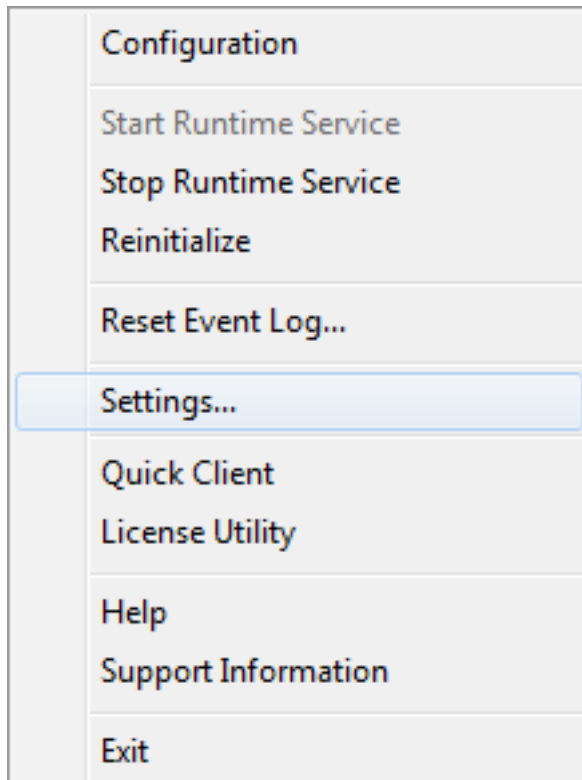 Configuration
Start Runtime Service
Stop Runtime Service
Reinitialize
Reset Event Log...
Settings...
Quick Client
License Utility
Help
Support Information
Exit